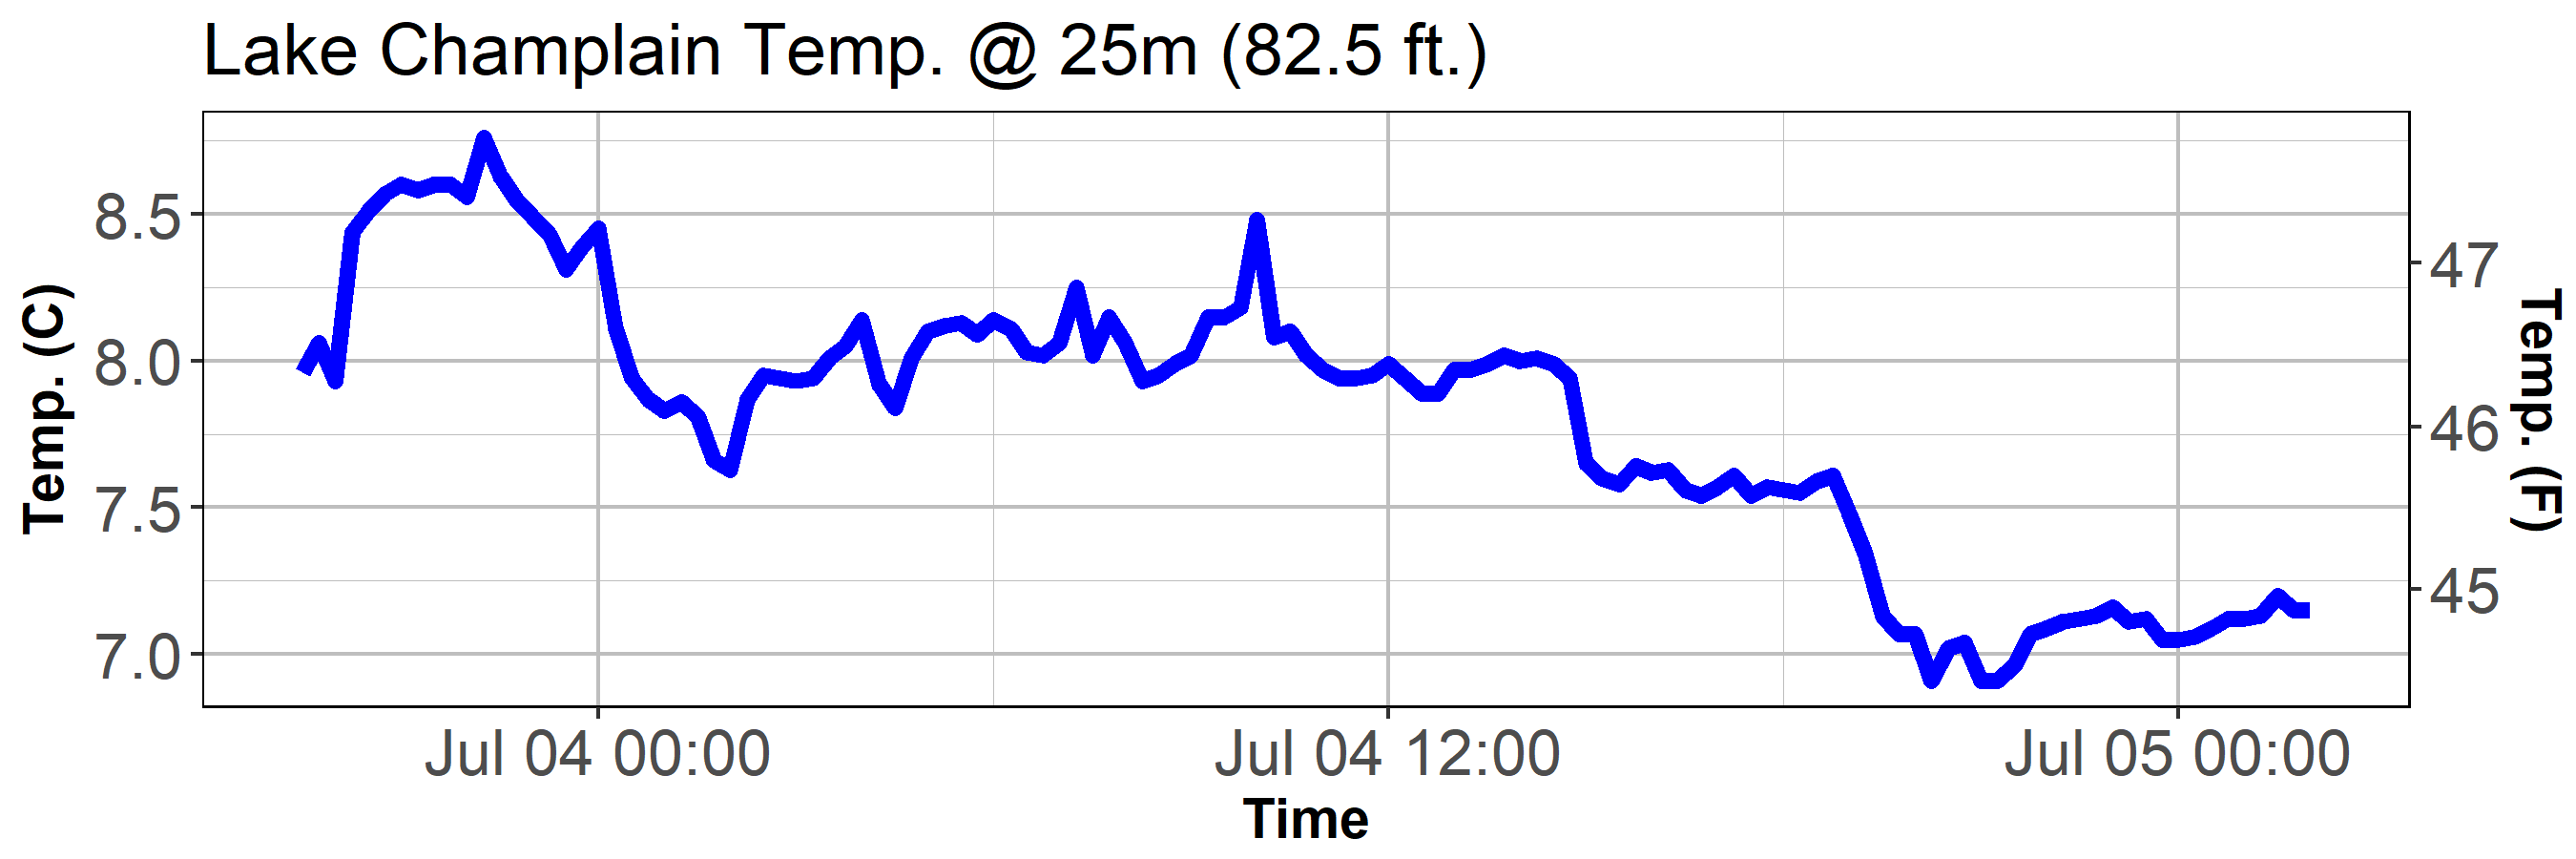 Lake Champlain Temp. @ 25m (82.5 ft.)
Temp. (C)
8.5
8.0
7.5
7.0
47
46
45
Temp. (F)
Jul 04 00:00 Jul 04 12:00 Jul 05 00:00
Time